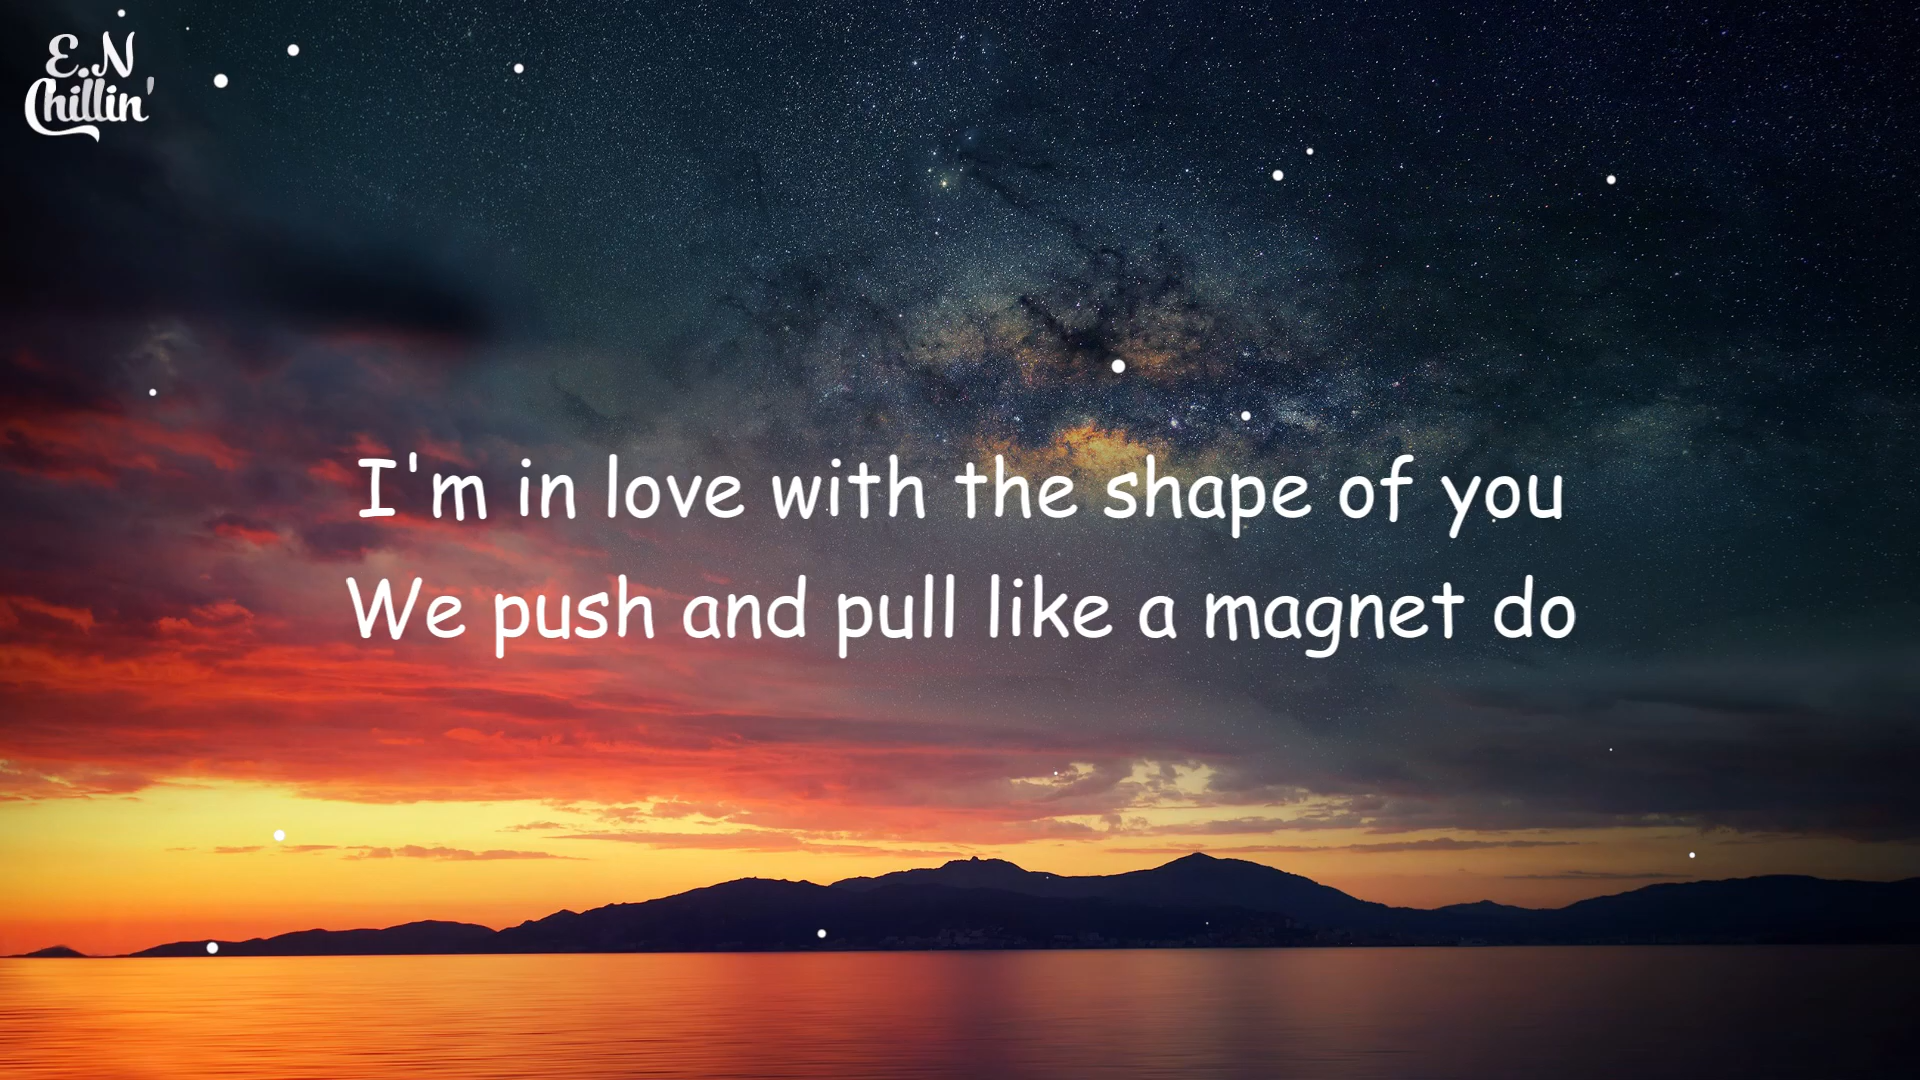 E.N
Chillin'
I'm in love with the shape of you
We push and pull like a magnet do